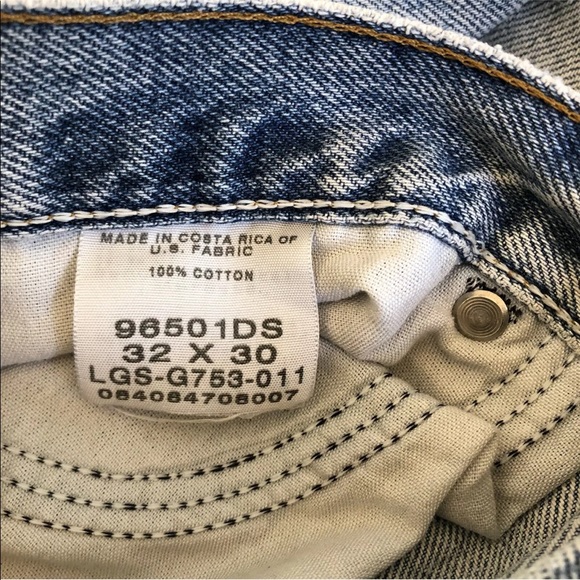 MADE IN COSTA RICA OF
U.S. FABRIC
100% COTTON
96501DS
32 X 30
LGS-G753-011
084084708007